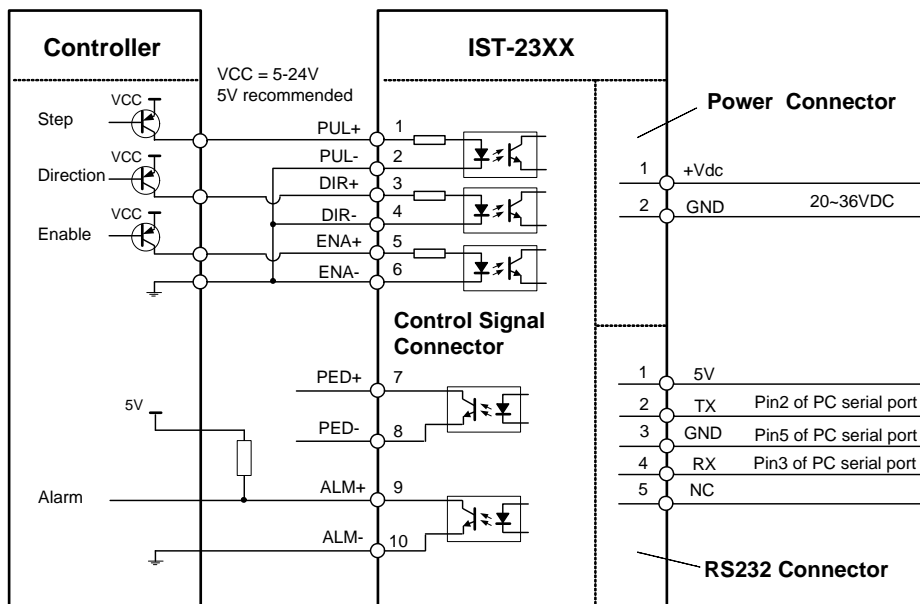 Controller
IST-23XX
VCC = 5-24V
5V recommended
VCC
Step
VCC
Direction
VCC
Enable
PUL+
1
PUL-
2
DIR+
3
DIR-
4
ENA+
5
ENA-
6
Control Signal
Connector
PED+
7
PED-
8
5V
Alarm
ALM+
9
ALM-
10
Power Connector
1
+Vdc
2
GND
20~36VDC
1
5V
2
TX
Pin2 of PC serial port
3
GND
Pin5 of PC serial port
4
RX
Pin3 of PC serial port
5
NC
RS232 Connector